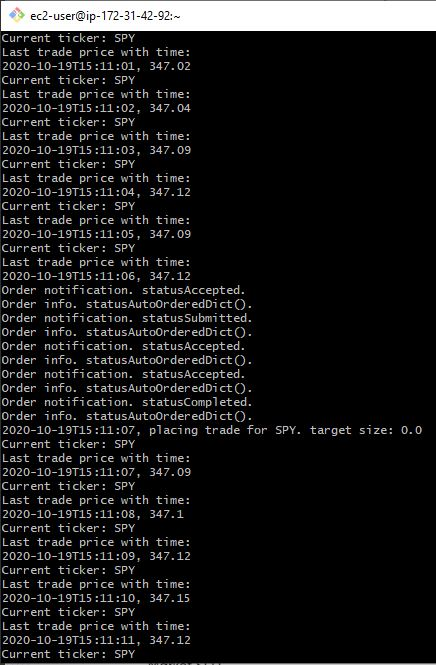 ec2-user@ip-172-31-42-92:~
Current ticker: SPY
Last trade price with time:
2020-10-19T15:11:01, 347.02
Current ticker: SPY
Last trade price with time:
2020-10-19T15:11:02, 347.04
Current ticker: SPY
Last trade price with time:
2020-10-19T15:11:03, 347.09
Current ticker: SPY
Last trade price with time:
2020-10-19T15:11:04, 347.12
Current ticker: SPY
Last trade price with time:
2020-10-19T15:11:05, 347.09
Current ticker: SPY
Last trade price with time:
2020-10-19T15:11:06, 347.12
Order notification. statusAccepted.
Order info. statusAutoOrderedDict().
Order notification. statusSubmitted.
Order info. statusAutoOrderedDict().
Order notification. statusAccepted.
Order info. statusAutoOrderedDict().
Order notification. statusAccepted.
Order info. statusAutoOrderedDict().
Order notification. statusCompleted.
Order info. statusAutoOrderedDict().
2020-10-19T15:11:07, placing trade for SPY. target size: 0.0
Current ticker: SPY
Last trade price with time:
2020-10-19T15:11:07, 347.09
Current ticker: SPY
Last trade price with time:
2020-10-19T15:11:08, 347.1
Current ticker: SPY
Last trade price with time:
2020-10-19T15:11:09, 347.12
Current ticker: SPY
Last trade price with time:
2020-10-19T15:11:10, 347.15
Current ticker: SPY
Last trade price with time:
2020-10-19T15:11:11, 347.12
Current ticker: SPY